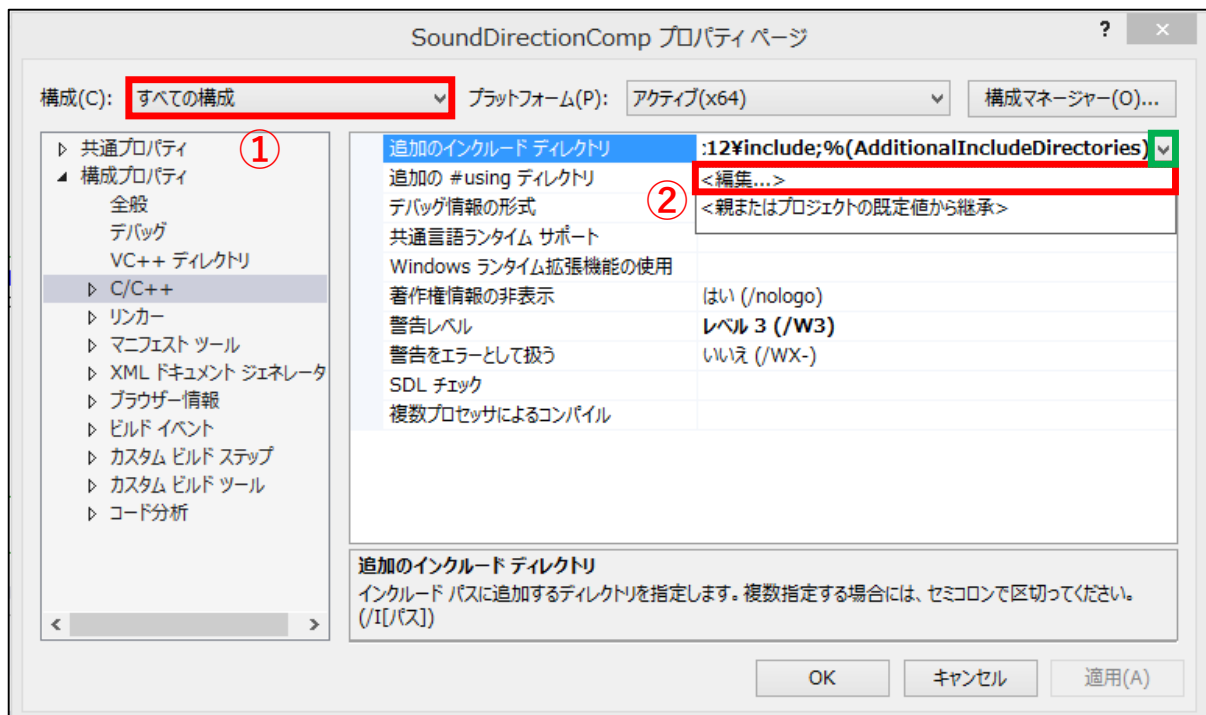 SoundDirectionComp プロパティ ページ
?
×
構成(C): すべての構成 プラットフォーム(P): アクティブ(x64) 構成マネージャー(O)...
①
共通プロパティ
構成プロパティ
全般
デバッグ
VC++ ディレクトリ
C/C++
リンカー
マニフェスト ツール
XML ドキュメント ジェネレータ
ブラウザー情報
ビルド イベント
カスタム ビルド ステップ
カスタム ビルド ツール
コード分析
追加のインクルード ディレクトリ :12¥include;%(AdditionalIncludeDirectories)
追加の #using ディレクトリ <編集...>
②
デバッグ情報の形式 <親またはプロジェクトの既定値から継承>
共通言語ランタイム サポート
Windows ランタイム拡張機能の使用
著作権情報の非表示 はい (/nologo)
警告レベル レベル 3 (/W3)
警告をエラーとして扱う いいえ (/WX-)
SDL チェック
複数プロセッサによるコンパイル
追加のインクルード ディレクトリ
インクルード パスに追加するディレクトリを指定します。複数指定する場合には、セミコロンで区切ってください。
(/I[パス])
OK キャンセル 適用(A)